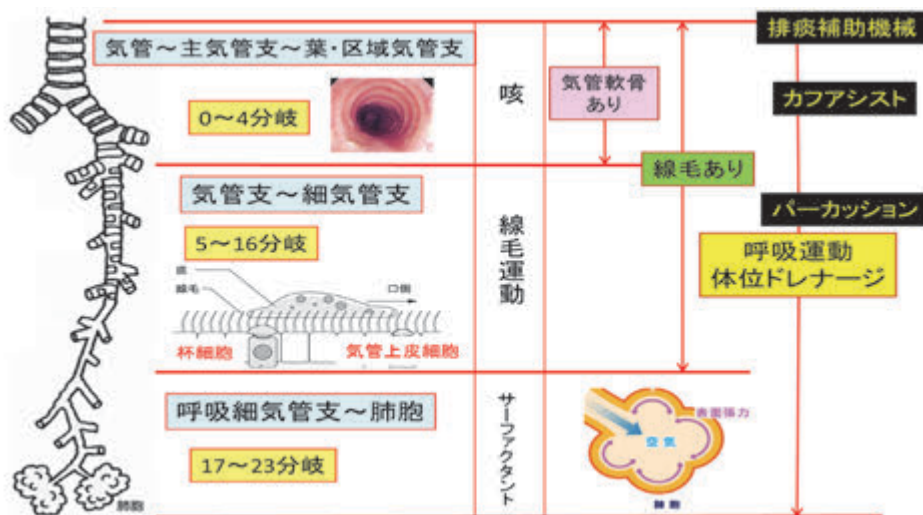 気管～主気管支～葉・区域気管支
0～4分岐
咳
気管軟骨
あり
排痰補助機械
カフアシスト
線毛あり
気管支～細気管支
5～16分岐
線毛運動
パーカッション
呼吸運動
体位ドレナージ
痰
線毛
口側
杯細胞
気管上皮細胞
呼吸細気管支～肺胞
17～23分岐
サーファクタント
表面張力
空気
肺胞
肺胞